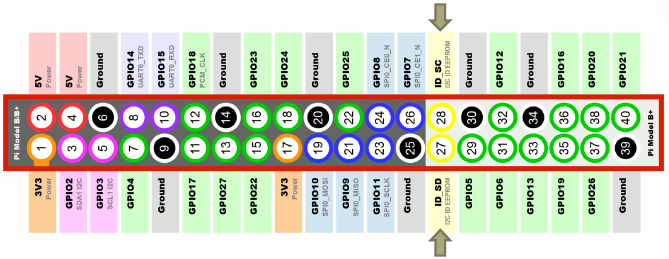 5V Power
5V Power
Ground
GPIO14 UART0_TXD
GPIO15 UART0_RXD
GPIO18 PCM_CLK
Ground
GPIO23
GPIO24
Ground
GPIO25
GPIO8 SPI0_CE0_N
GPIO7 SPI0_CE1_N
ID_SC I2C ID EEPROM
Ground
GPIO12
Ground
GPIO16
GPIO20
GPIO21
Pi Model B/B+
2 4 6 8 10 12 14 16 18 20 22 24 26 28 30 32 34 36 38 40
1 3 5 7 9 11 13 15 17 19 21 23 25 27 29 31 33 35 37 39
Pi Model B+
3V3 Power
GPIO2 SDA1 I2C
GPIO3 SCL1 I2C
GPIO4
Ground
GPIO17
GPIO27
GPIO22
3V3 Power
GPIO10 SPI0_MOSI
GPIO9 SPI0_MISO
GPIO11 SPI0_SCLK
Ground
ID_SD I2C ID EEPROM
GPIO5
GPIO6
GPIO13
GPIO19
GPIO26
Ground